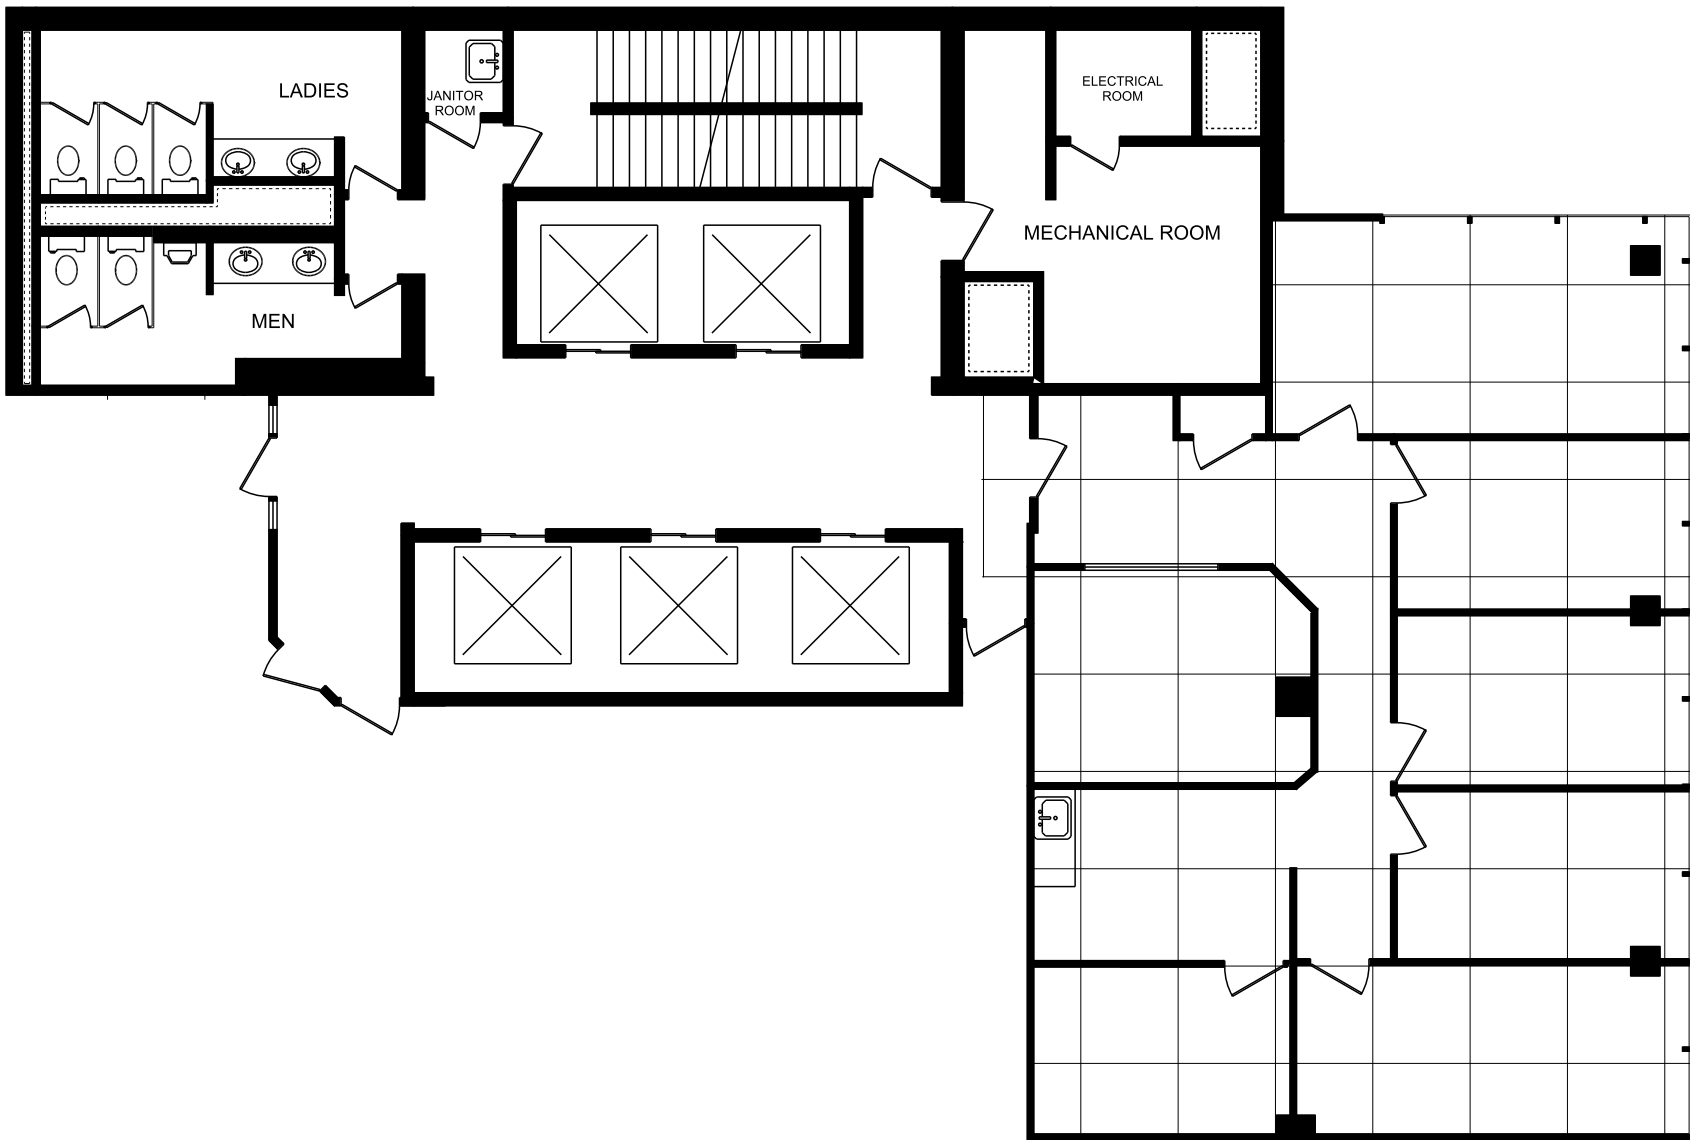 LADIES
JANITOR
ROOM
ELECTRICAL
ROOM
MECHANICAL ROOM
MEN